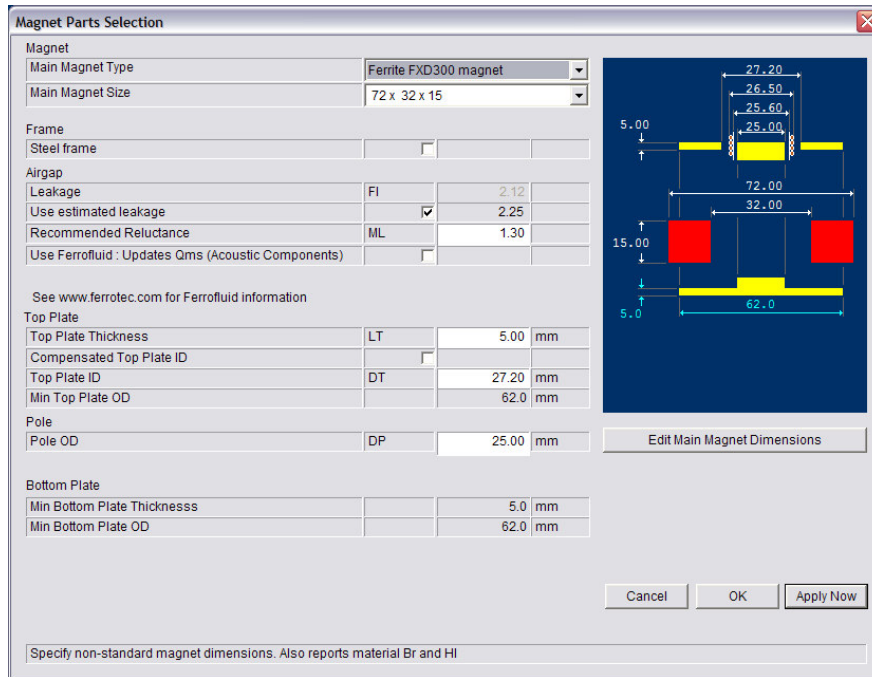 Magnet Parts Selection
Magnet
Main Magnet Type Ferrite FXD300 magnet
Main Magnet Size 72 x 32 x 15
Frame
Steel frame
Airgap
Leakage Fl 2.12
Use estimated leakage 2.25
Recommended Reluctance ML 1.30
Use Ferrofluid : Updates Qms (Acoustic Components)
See www.ferrotec.com for Ferrofluid information
Top Plate
Top Plate Thickness LT 5.00 mm
Compensated Top Plate ID
Top Plate ID DT 27.20 mm
Min Top Plate OD 62.0 mm
Pole
Pole OD DP 25.00 mm
Bottom Plate
Min Bottom Plate Thicknesss 5.0 mm
Min Bottom Plate OD 62.0 mm
27.20
26.50
25.60
5.00 25.00
72.00
32.00
15.00
62.0
5.0
Edit Main Magnet Dimensions
Cancel OK Apply Now
Specify non-standard magnet dimensions. Also reports material Br and Hl